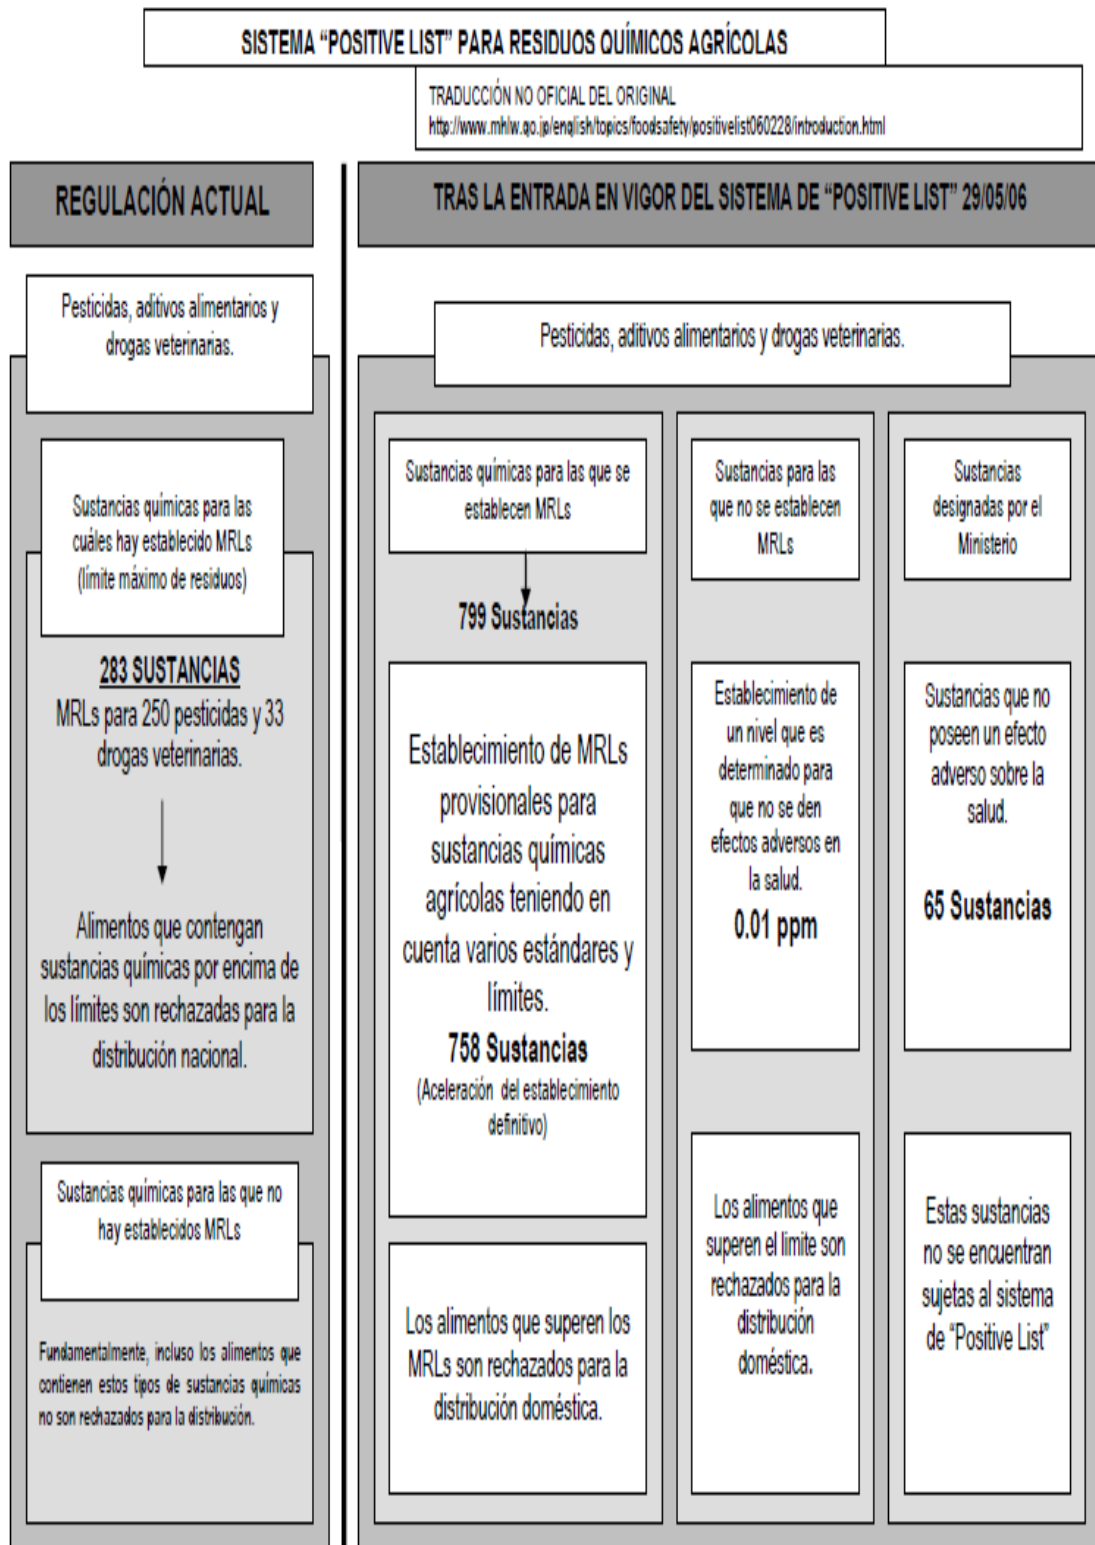 SISTEMA “POSITIVE LIST” PARA RESIDUOS QUÍMICOS AGRÍCOLAS
TRADUCCIÓN NO OFICIAL DEL ORIGINAL
http://www.mhlw.go.jp/english/topics/foodsafety/positivelist060228/introduction.html
REGULACIÓN ACTUAL
Pesticidas, aditivos alimentarios y
drogas veterinarias.
Sustancias químicas para las
cuáles hay establecido MRLs
(límite máximo de residuos)
283 SUSTANCIAS
MRLs para 250 pesticidas y 33
drogas veterinarias.
Alimentos que contengan
sustancias químicas por encima de
los límites son rechazadas para la
distribución nacional.
Sustancias químicas para las que no
hay establecidos MRLs
Fundamentalmente, incluso los alimentos que
contienen estos tipos de sustancias químicas
no son rechazados para la distribución.
TRAS LA ENTRADA EN VIGOR DEL SISTEMA DE “POSITIVE LIST” 29/05/06
Pesticidas, aditivos alimentarios y drogas veterinarias.
Sustancias químicas para las que se
establecen MRLs
799 Sustancias
Establecimiento de MRLs
provisionales para
sustancias químicas
agrícolas teniendo en
cuenta varios estándares y
límites.
758 Sustancias
(Aceleración del establecimiento
definitivo)
Los alimentos que superen los
MRLs son rechazados para la
distribución doméstica.
Sustancias para las
que no se establecen
MRLs
Establecimiento de
un nivel que es
determinado para
que no se den
efectos adversos en
la salud.
0.01 ppm
Los alimentos que
superen el limite son
rechazados para la
distribución
doméstica.
Sustancias
designadas por el
Ministerio
Sustancias que no
poseen un efecto
adverso sobre la
salud.
65 Sustancias
Estas sustancias
no se encuentran
sujetas al sistema
de “Positive List”